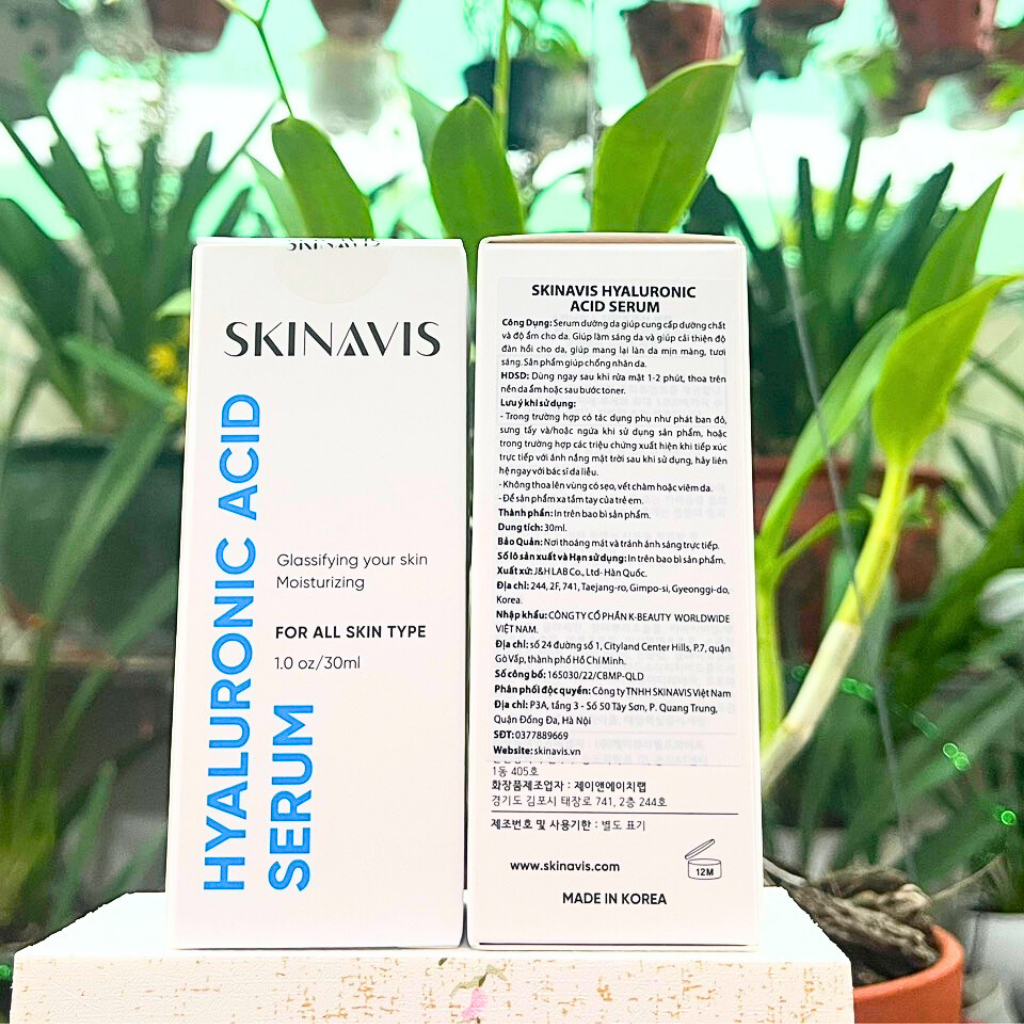 SKINAVIS
SKINAVIS
HYALURONIC ACID
SERUM
Glassifying your skin
Moisturizing
FOR ALL SKIN TYPE
1.0 oz/30ml
SKINAVIS HYALURONIC
ACID SERUM
Công Dụng: Serum dưỡng da giúp cung cấp dưỡng chất
và độ ẩm cho da. Giúp làm sáng da và giúp cải thiện độ
đàn hồi cho da, giúp mang lại làn da mịn màng, tươi
sáng. Sản phẩm giúp chống nhăn da.
HDSD: Dùng ngay sau khi rửa mặt 1-2 phút, thoa trên
nền da ẩm hoặc sau bước toner.
Lưu ý khi sử dụng:
- Trong trường hợp có tác dụng phụ như phát ban đỏ,
sưng tấy và/hoặc ngứa khi sử dụng sản phẩm, hoặc
trong trường hợp các triệu chứng xuất hiện khi tiếp xúc
trực tiếp với ánh nắng mặt trời sau khi sử dụng, hãy liên
hệ ngay với bác sĩ da liễu.
- Không thoa lên vùng có sẹo, vết chàm hoặc viêm da.
- Để sản phẩm xa tầm tay của trẻ em.
Thành phần: In trên bao bì sản phẩm.
Dung tích: 30ml.
Bảo Quản: Nơi thoáng mát và tránh ánh sáng trực tiếp.
Số lô sản xuất và Hạn sử dụng: In trên bao bì sản phẩm.
Xuất xứ: J&H LAB Co., Ltd- Hàn Quốc.
Địa chỉ: 244, 2F, 741, Taejang-ro, Gimpo-si, Gyeonggi-do,
Korea.
Nhập khẩu: CÔNG TY CỔ PHẦN K-BEAUTY WORLDWIDE
VIỆT NAM.
Địa chỉ: số 24 đường số 1, Cityland Center Hills, P.7, quận
Gò Vấp, thành phố Hồ Chí Minh.
Số công bố: 165030/22/CBMP-QLD
Phân phối độc quyền: Công ty TNHH SKINAVIS Việt Nam
Địa chỉ: P3A, tầng 3 - Số 50 Tây Sơn, P. Quang Trung,
Quận Đống Đa, Hà Nội
SĐT: 0377889669
Website: skinavis.vn
1동 405호
화장품제조업자 : 제이앤에이치랩
경기도 김포시 태장로 741, 2층 244호
제조번호 및 사용기한 : 별도 표기
www.skinavis.com
12M
MADE IN KOREA